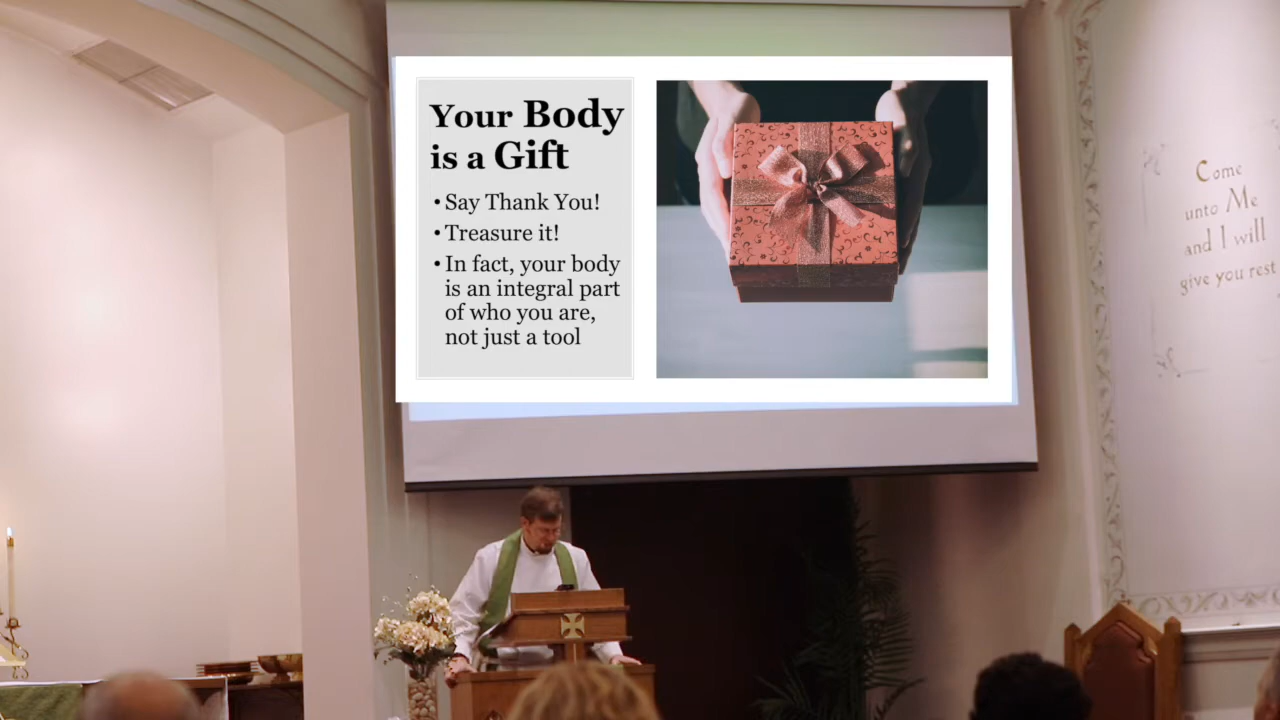 Your Body
is a Gift
• Say Thank You!
• Treasure it!
• In fact, your body
is an integral part
of who you are,
not just a tool
Come
unto Me
and I will
give you rest